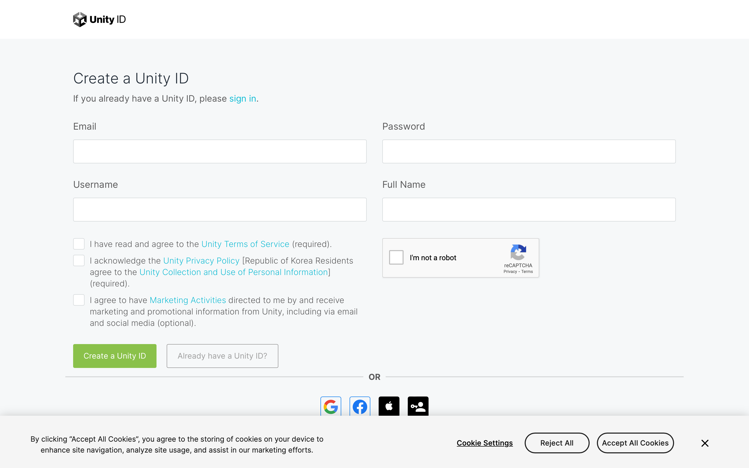 Unity ID
Create a Unity ID
If you already have a Unity ID, please sign in.
Email
Password
Username
Full Name
I have read and agree to the Unity Terms of Service (required).
I acknowledge the Unity Privacy Policy [Republic of Korea Residents
agree to the Unity Collection and Use of Personal Information]
(required).
I agree to have Marketing Activities directed to me by and receive
marketing and promotional information from Unity, including via email
and social media (optional).
I'm not a robot
reCAPTCHA
Privacy - Terms
Create a Unity ID
Already have a Unity ID?
OR
By clicking "Accept All Cookies", you agree to the storing of cookies on your device to
enhance site navigation, analyze site usage, and assist in our marketing efforts.
Cookie Settings
Reject All
Accept All Cookies